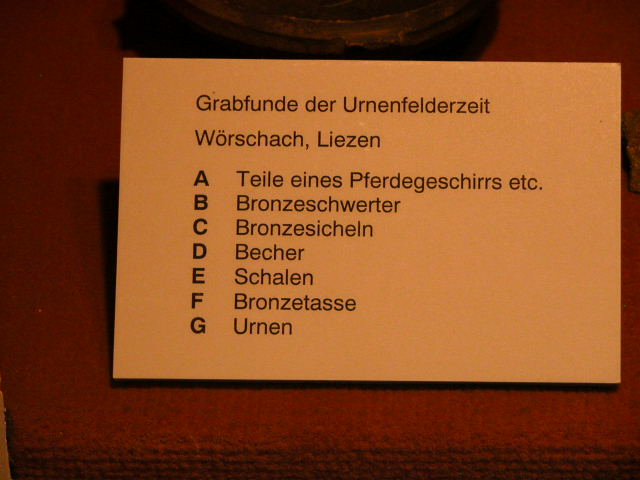 Grabfunde der Urnenfelderzeit
Wörschach, Liezen
A Teile eines Pferdegeschirrs etc.
B Bronzeschwerter
C Bronzesicheln
D Becher
E Schalen
F Bronzetasse
G Urnen